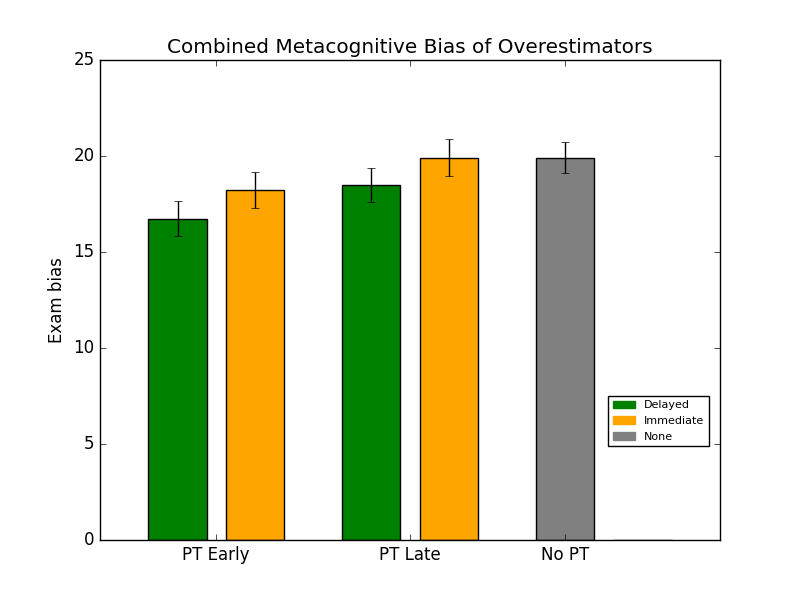 Combined Metacognitive Bias of Overestimators
25
20
15
10
5
0
Exam bias
PT Early
PT Late
No PT
Delayed
Immediate
None